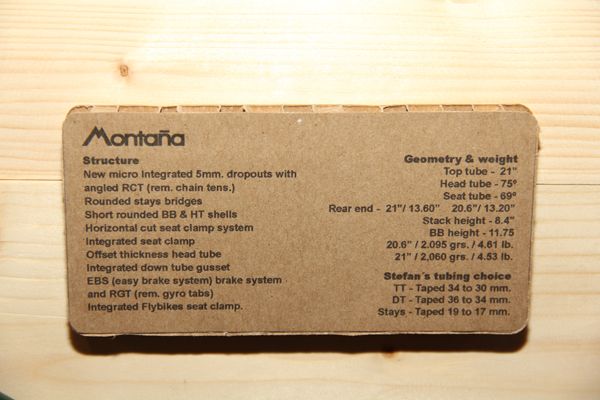 Montaña
Structure
New micro Integrated 5mm. dropouts with
angled RCT (rem. chain tens.)
Rounded stays bridges
Short rounded BB & HT shells
Horizontal cut seat clamp system
Integrated seat clamp
Offset thickness head tube
Integrated down tube gusset
EBS (easy brake system) brake system
and RGT (rem. gyro tabs)
Integrated Flybikes seat clamp.
Geometry & weight
Top tube - 21"
Head tube - 75º
Seat tube - 69º
Rear end - 21"/ 13.60" 20.6"/ 13.20"
Stack height - 8.4"
BB height - 11.75
20.6"/ 2.095 grs. / 4.61 lb.
21"/ 2,060 grs. / 4.53 lb.
Stefan´s tubing choice
TT - Taped 34 to 30 mm.
DT - Taped 36 to 34 mm.
Stays - Taped 19 to 17 mm.